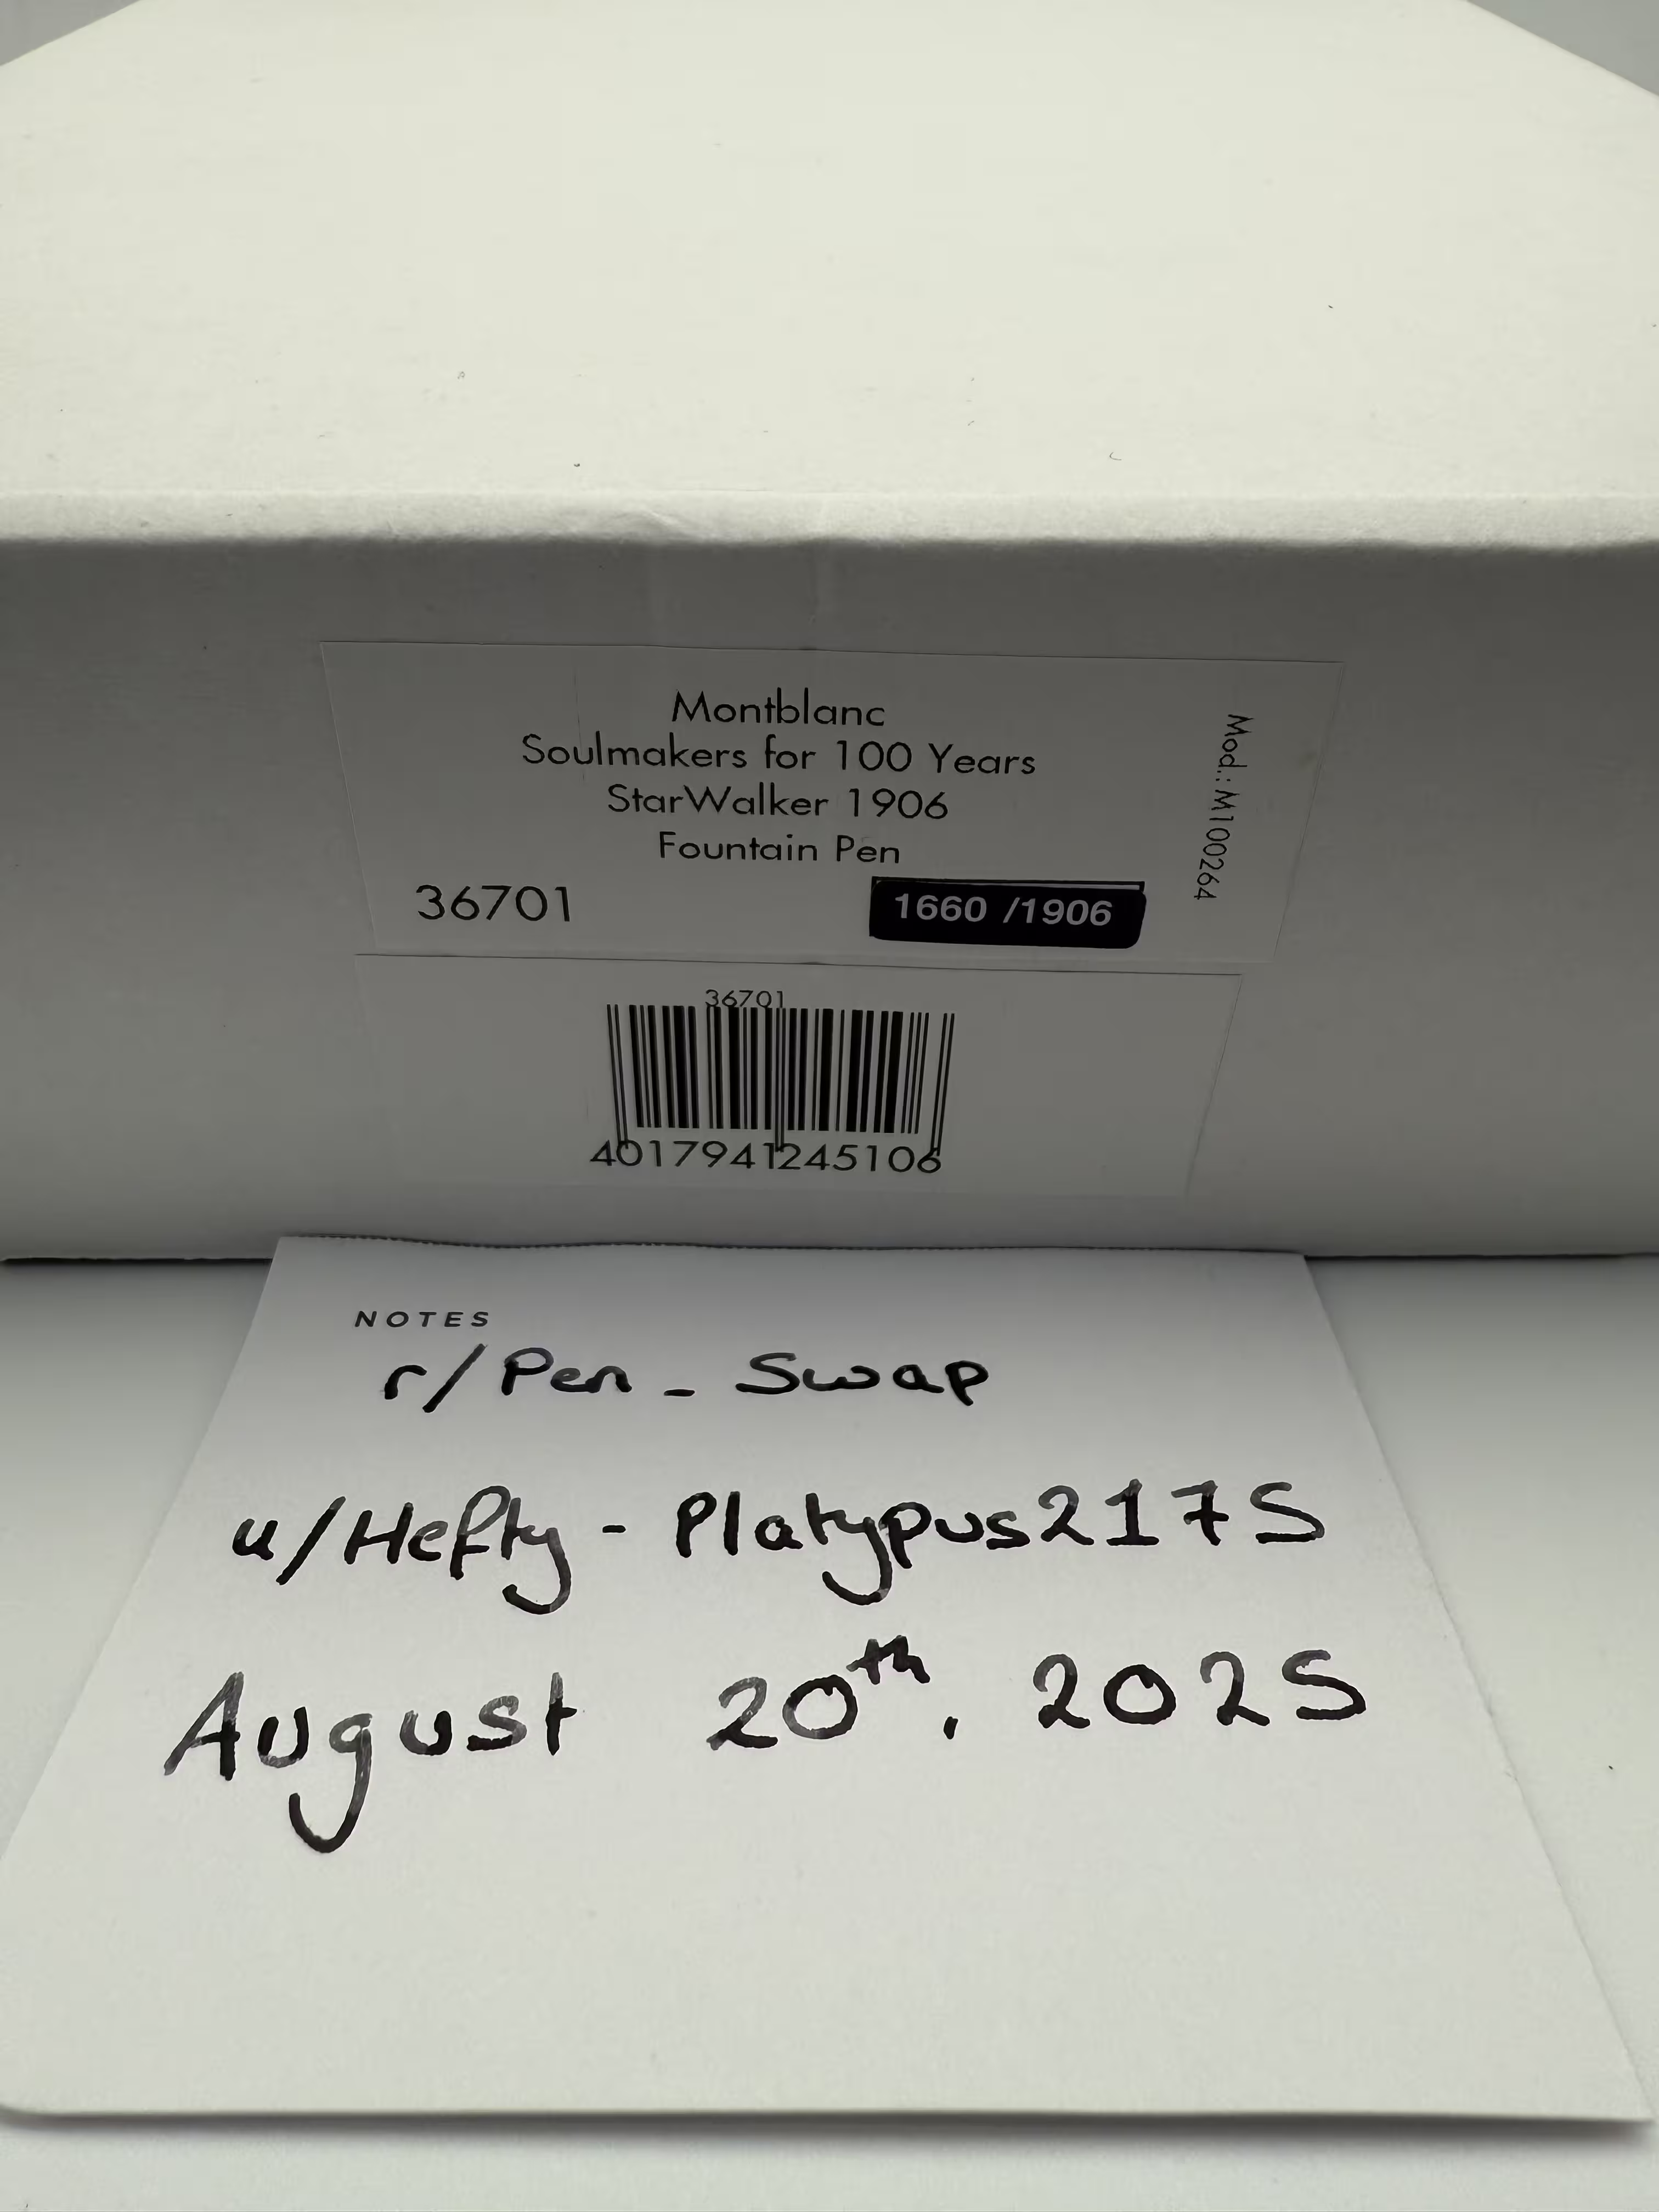 Montblanc
Soulmakers for 100 Years
StarWalker 1906
Fountain Pen
36701
1660 /1906
Mod.: M100264
36701
4017941245106
NOTES
r/Pen_Swap
u/Hefty-Platypus2175
August 20th, 2025